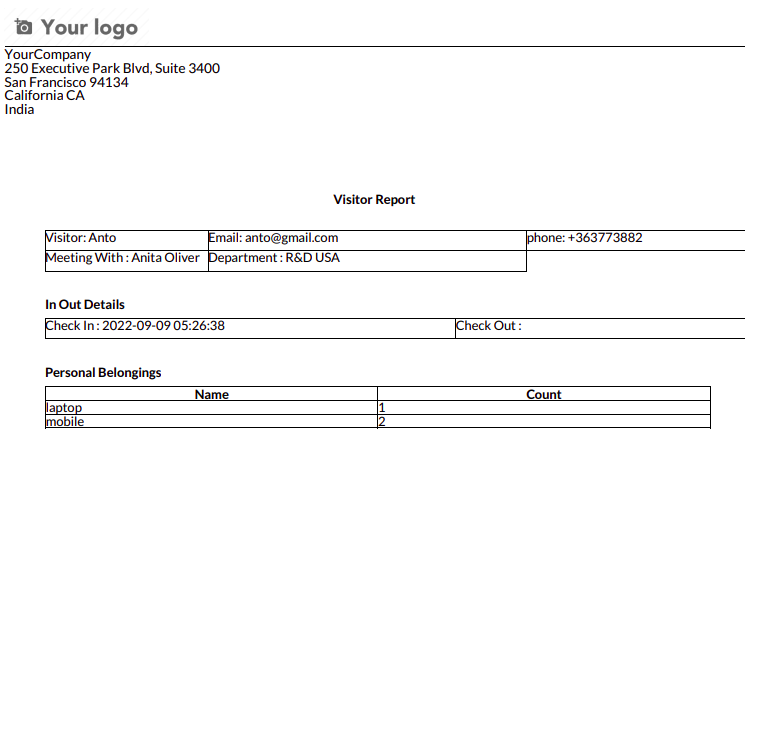 Your logo
YourCompany
250 Executive Park Blvd, Suite 3400
San Francisco 94134
California CA
India
Visitor Report
Visitor: Anto Email: anto@gmail.com phone: +363773882
Meeting With : Anita Oliver Department : R&D USA
In Out Details
Check In : 2022-09-09 05:26:38 Check Out :
Personal Belongings
Name Count
laptop 1
mobile 2